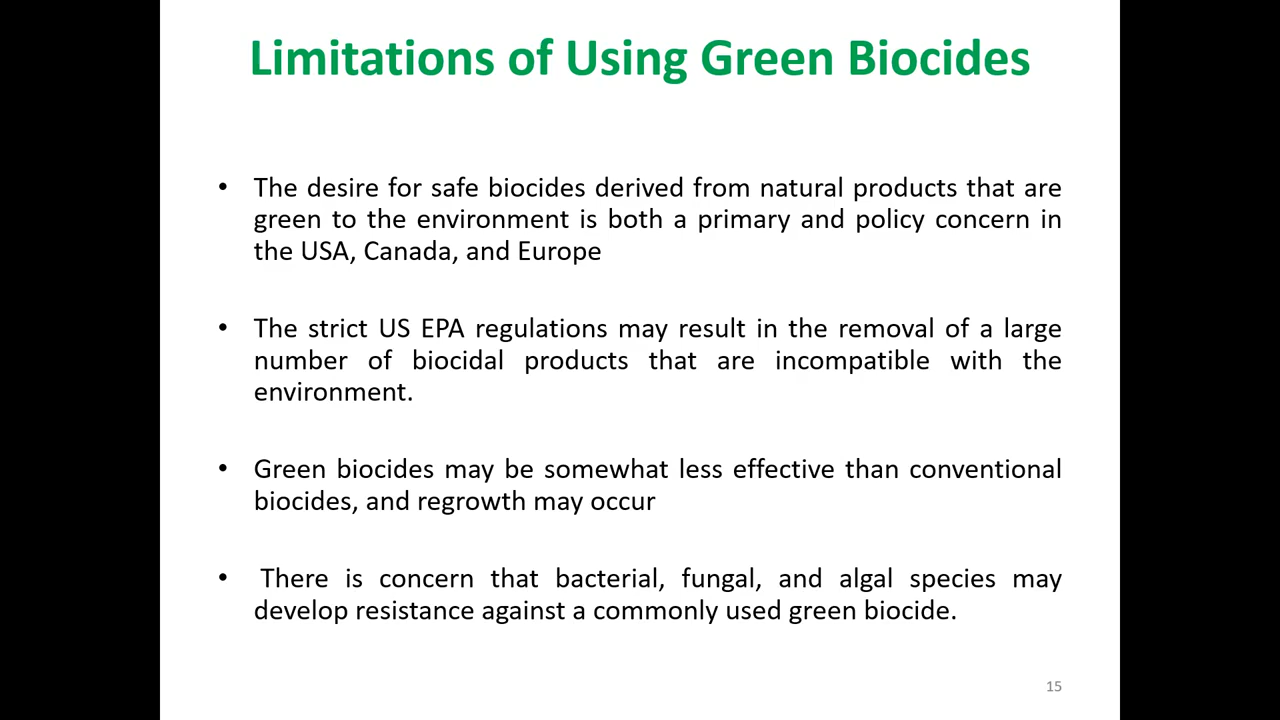 Limitations of Using Green Biocides
• The desire for safe biocides derived from natural products that are
green to the environment is both a primary and policy concern in
the USA, Canada, and Europe
• The strict US EPA regulations may result in the removal of a large
number of biocidal products that are incompatible with the
environment.
• Green biocides may be somewhat less effective than conventional
biocides, and regrowth may occur
• There is concern that bacterial, fungal, and algal species may
develop resistance against a commonly used green biocide.
15